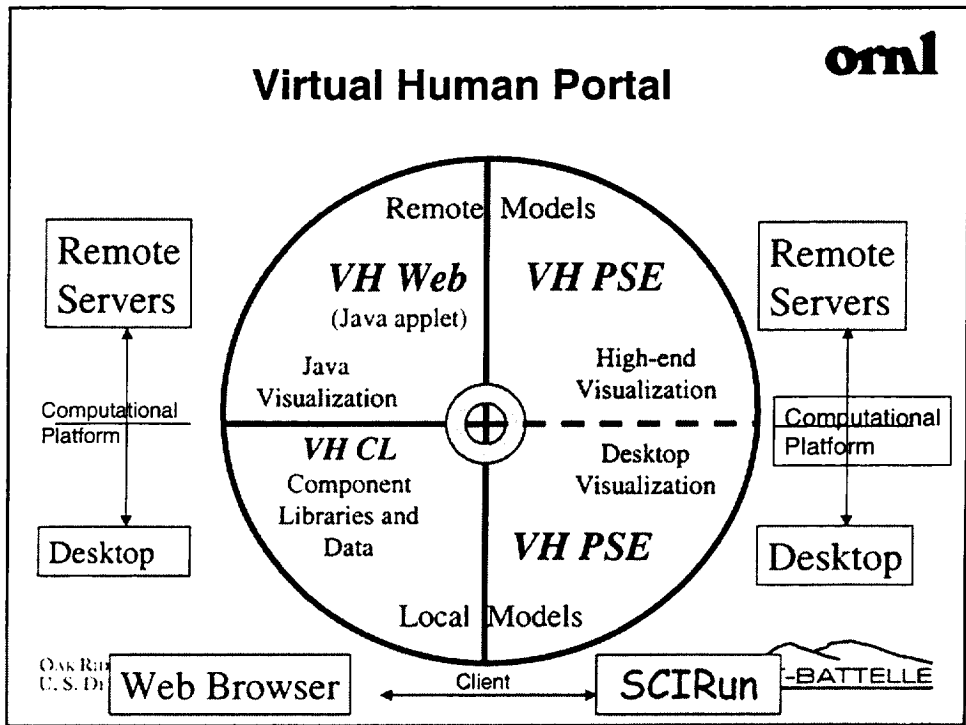 ornl
Virtual Human Portal
Remote Models
Remote
Servers
VH Web
(Java applet)
VH PSE
Remote
Servers
Java
Visualization
High-end
Visualization
Computational
Platform
Computational
Platform
VH CL
Component
Libraries and
Data
Desktop
Visualization
VH PSE
Desktop
Desktop
Local Models
U. S.
Web Browser
Client
SCIRun
-BATTELLE